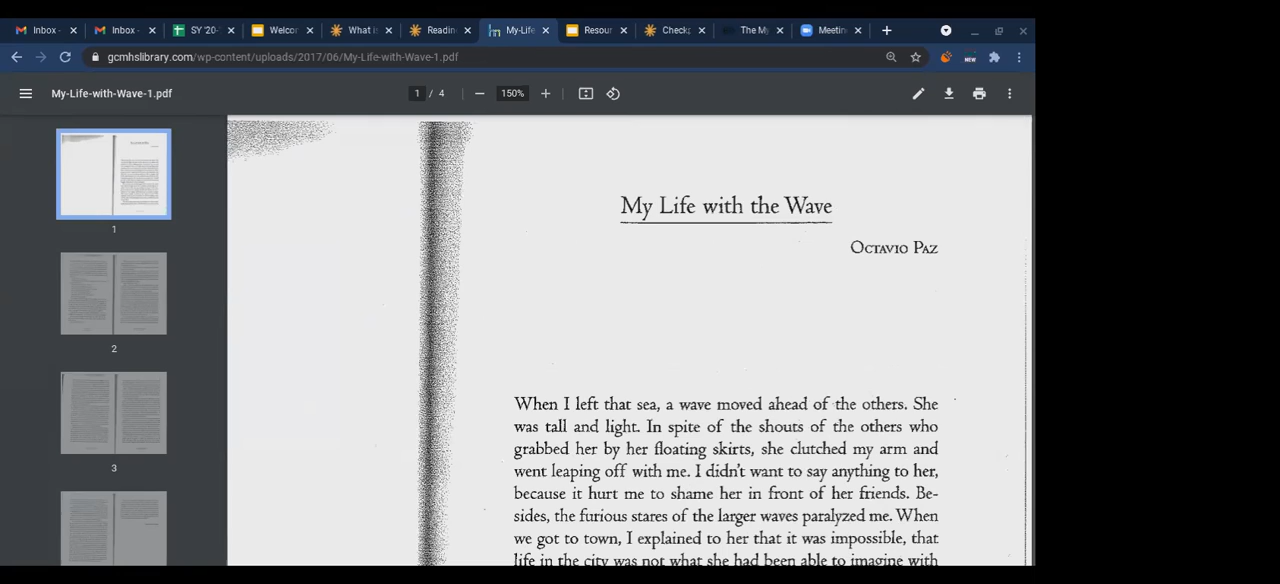 Inbox - Inbox - SY '20- Welcom What is Readin My-Life Resour Checkp The My Meetin
gcmhslibrary.com/wp-content/uploads/2017/06/My-Life-with-Wave-1.pdf NEW
My-Life-with-Wave-1.pdf 1 / 4 150%
My Life with the Wave
OCTAVIO PAZ
1
2
3
When I left that sea, a wave moved ahead of the others. She
was tall and light. In spite of the shouts of the others who
grabbed her by her floating skirts, she clutched my arm and
went leaping off with me. I didn't want to say anything to her,
because it hurt me to shame her in front of her friends. Be-
sides, the furious stares of the larger waves paralyzed me. When
we got to town, I explained to her that it was impossible, that
life in the city was not what she had been able to imagine with